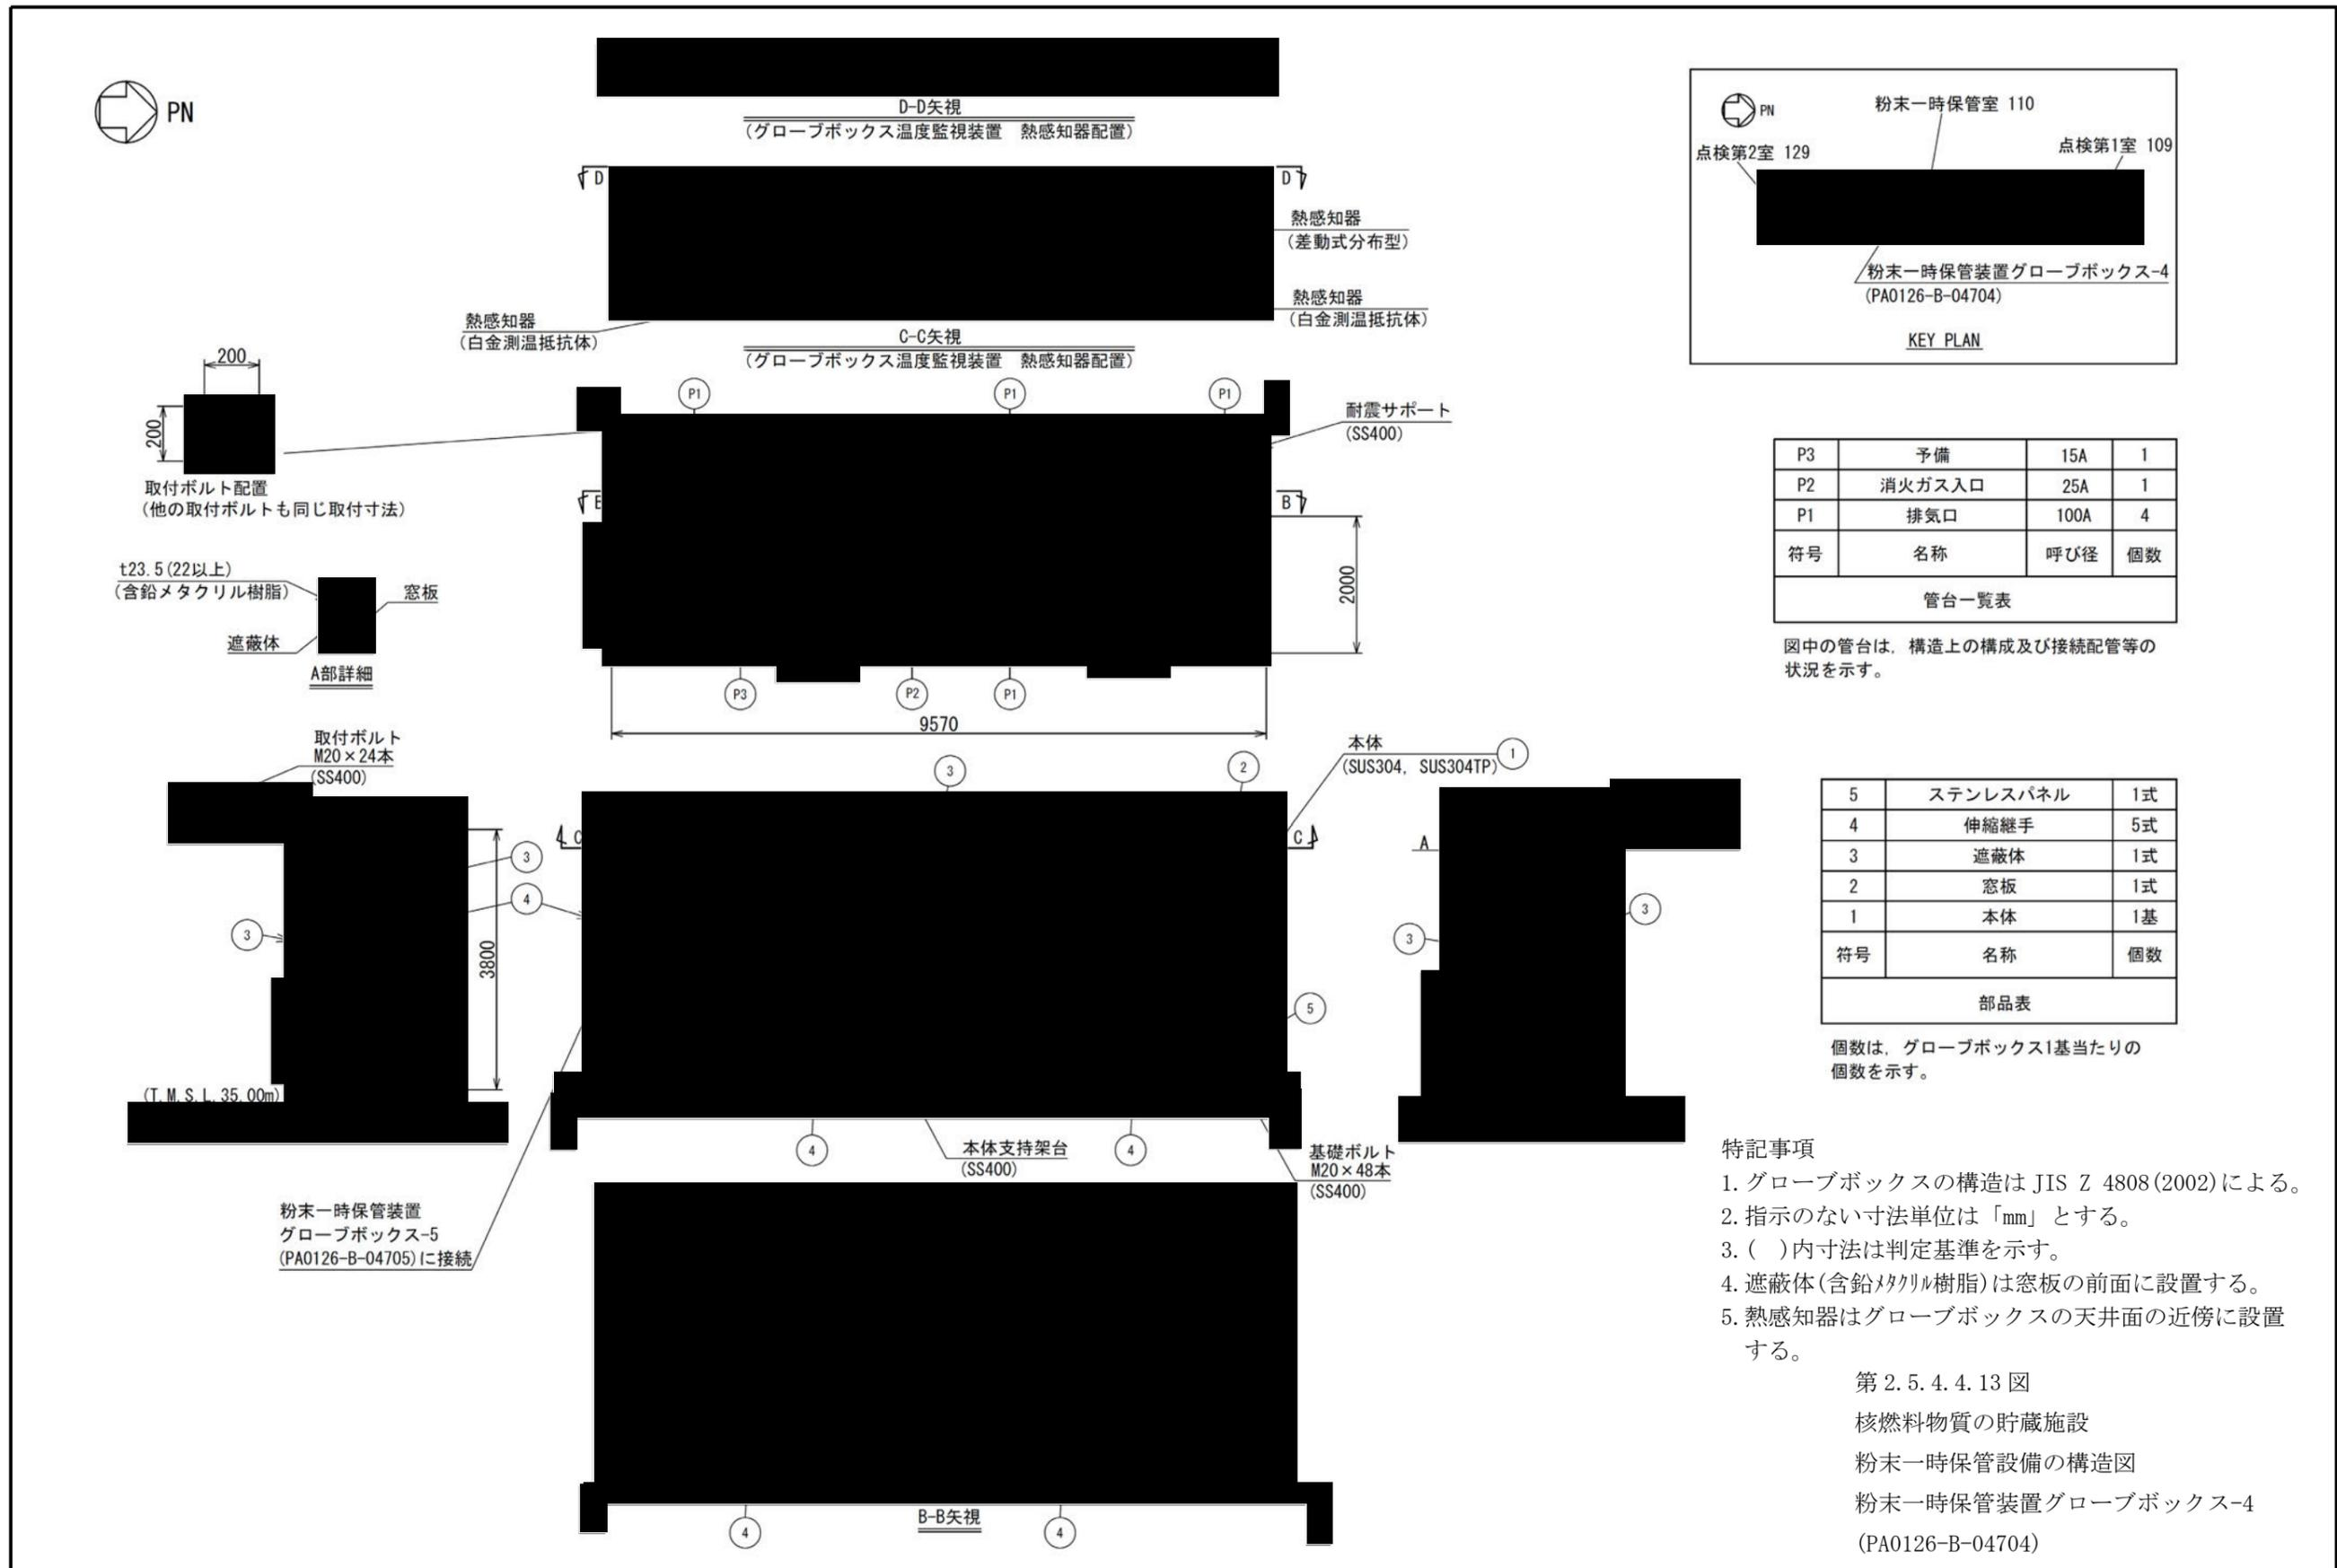 PN
D-D矢視
(グローブボックス温度監視装置　熱感知器配置)
D
D
熱感知器
(差動式分布型)
熱感知器
(白金測温抵抗体)
熱感知器
(白金測温抵抗体)
C-C矢視
(グローブボックス温度監視装置　熱感知器配置)
PN
粉末一時保管室 110
点検第2室 129
点検第1室 109
粉末一時保管装置グローブボックス-4
(PA0126-B-04704)
KEY PLAN
200
200
取付ボルト配置
(他の取付ボルトも同じ取付寸法)
P1
P1
P1
耐震サポート
(SS400)
B
2000
P3
P2
P1
9570
t23.5(22以上)
(含鉛メタクリル樹脂)
窓板
遮蔽体
A部詳細
P3 予備 15A 1
P2 消火ガス入口 25A 1
P1 排気口 100A 4
符号 名称 呼び径 個数
管台一覧表
図中の管台は，構造上の構成及び接続配管等の
状況を示す。
取付ボルト
M20×24本
(SS400)
3
4
3
3800
(T.M.S.L.35.00m)
3
2
本体
(SUS304, SUS304TP)
1
C
C
5
4
4
本体支持架台
(SS400)
基礎ボルト
M20×48本
(SS400)
粉末一時保管装置
グローブボックス-5
(PA0126-B-04705)に接続
A
3
3
5 ステンレスパネル 1式
4 伸縮継手 5式
3 遮蔽体 1式
2 窓板 1式
1 本体 1基
符号 名称 個数
部品表
個数は，グローブボックス1基当たりの
個数を示す。
4
4
B-B矢視
特記事項
1.グローブボックスの構造は JIS Z 4808(2002)による。
2.指示のない寸法単位は「mm」とする。
3.(　)内寸法は判定基準を示す。
4.遮蔽体(含鉛ﾒﾀｸﾘﾙ樹脂)は窓板の前面に設置する。
5.熱感知器はグローブボックスの天井面の近傍に設置
する。
第 2.5.4.4.13 図
核燃料物質の貯蔵施設
粉末一時保管設備の構造図
粉末一時保管装置グローブボックス-4
(PA0126-B-04704)